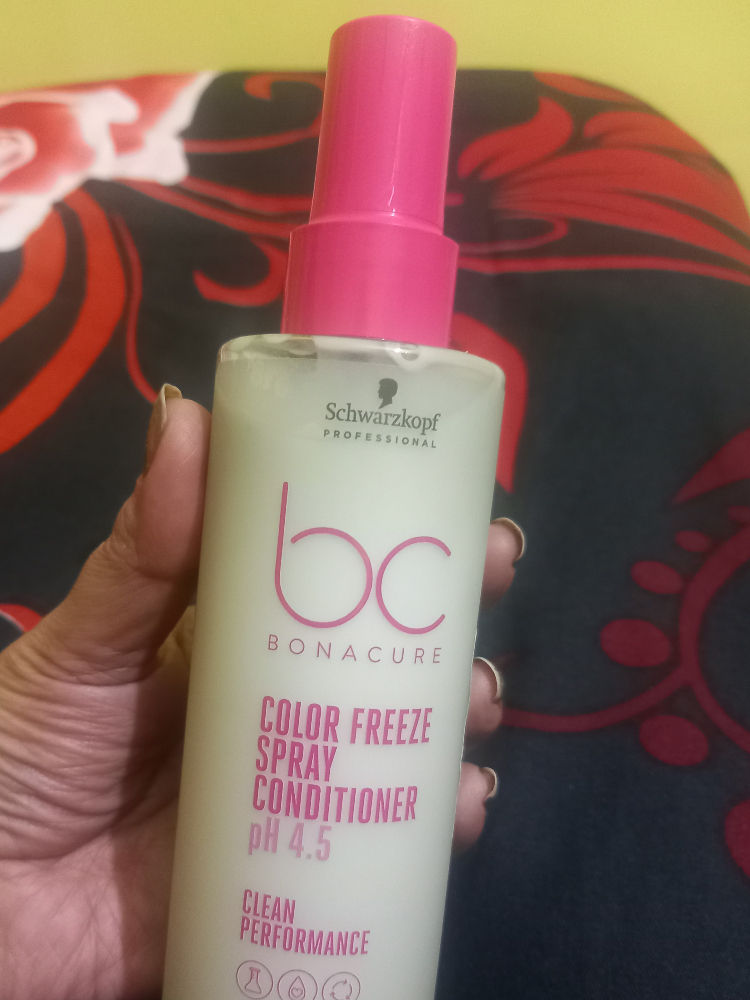 Schwarzkopf
PROFESSIONAL
bc
BONACURE
COLOR FREEZE
SPRAY
CONDITIONER
pH 4.5
CLEAN
PERFORMANCE